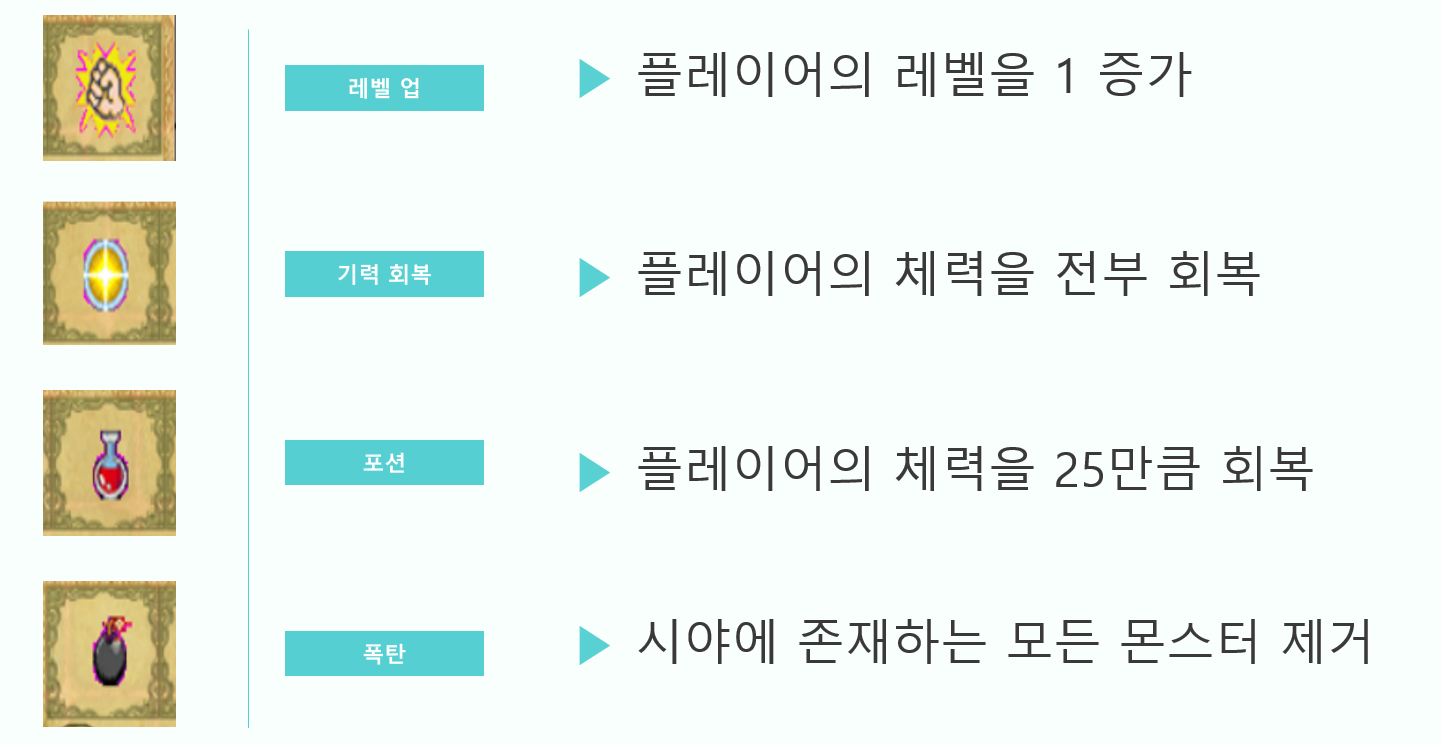 레벨 업
플레이어의 레벨을 1 증가
기력 회복
플레이어의 체력을 전부 회복
포션
플레이어의 체력을 25만큼 회복
폭탄
시야에 존재하는 모든 몬스터 제거